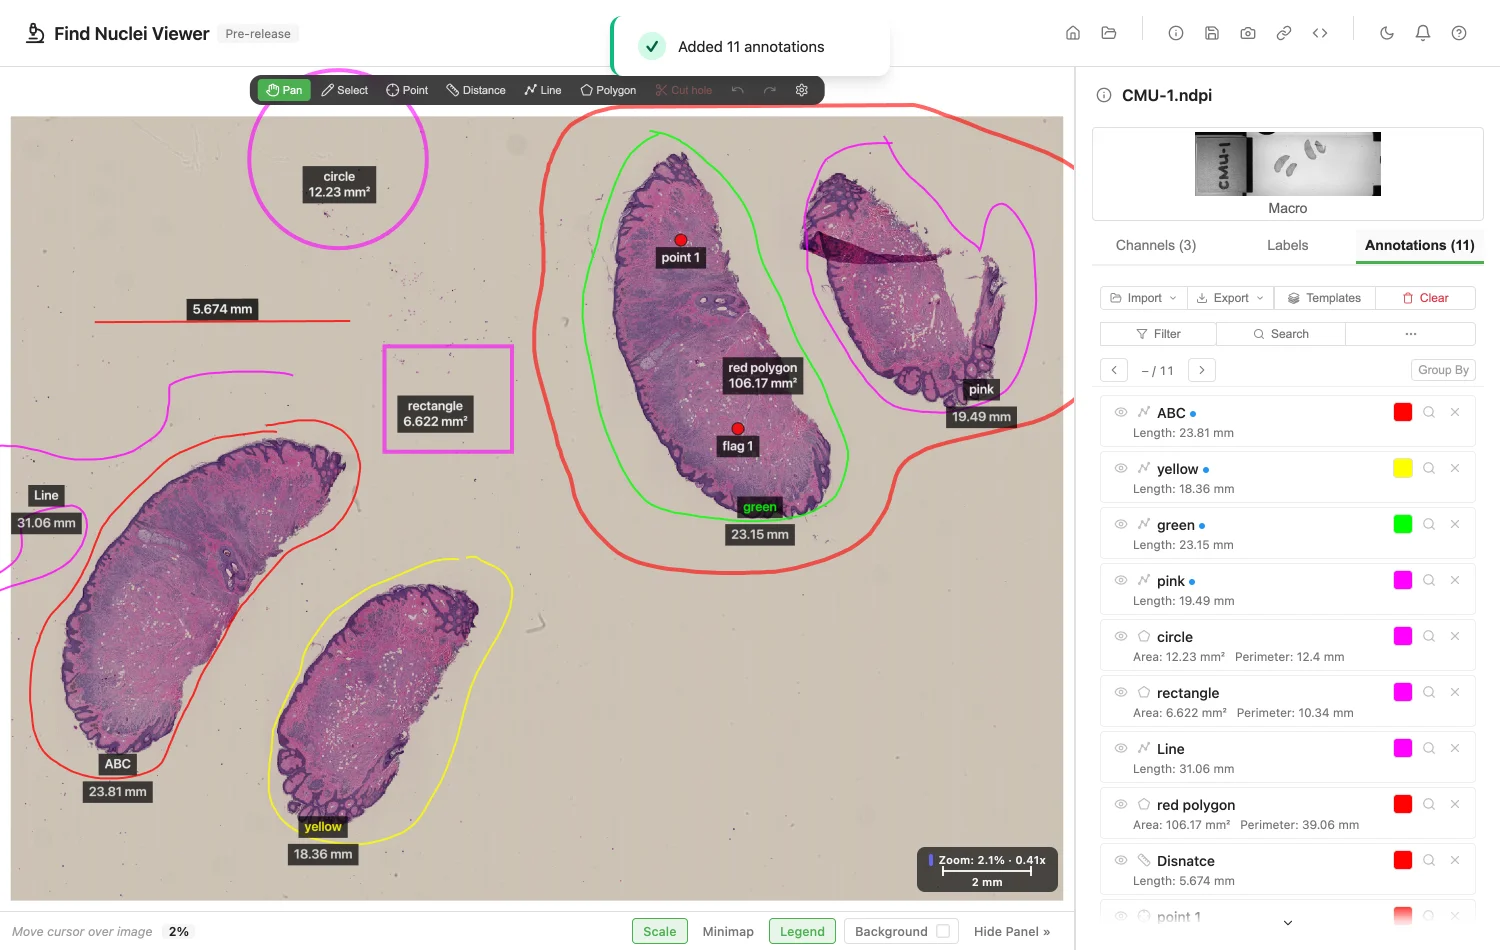 Find Nuclei Viewer
Pre-release
Added 11 annotations
Pan
Select
Point
Distance
Line
Polygon
Cut hole
circle
12.23 mm²
5.674 mm
rectangle
6.622 mm²
point 1
red polygon
106.17 mm²
flag 1
pink
19.49 mm
green
23.15 mm
Line
31.06 mm
ABC
23.81 mm
yellow
18.36 mm
Zoom: 2.1% · 0.41x
2 mm
Move cursor over image
2%
Scale
Minimap
Legend
Background
Hide Panel »
CMU-1.ndpi
CMU-1
Macro
Channels (3)
Labels
Annotations (11)
Import
Export
Templates
Clear
Filter
Search
···
– / 11
Group By
ABC
Length: 23.81 mm
yellow
Length: 18.36 mm
green
Length: 23.15 mm
pink
Length: 19.49 mm
circle
Area: 12.23 mm² Perimeter: 12.4 mm
rectangle
Area: 6.622 mm² Perimeter: 10.34 mm
Line
Length: 31.06 mm
red polygon
Area: 106.17 mm² Perimeter: 39.06 mm
Disnatce
Length: 5.674 mm
point 1